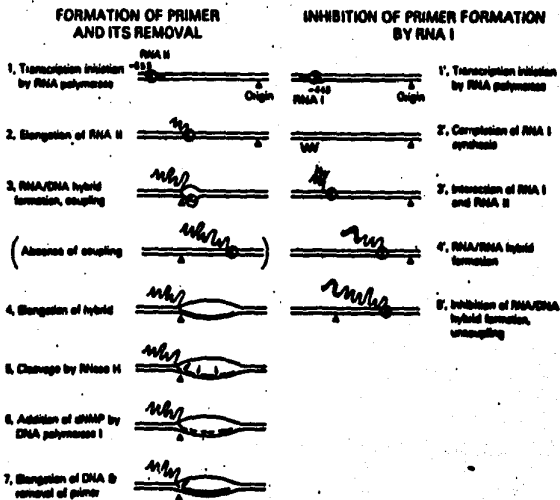 FORMATION OF PRIMER
AND ITS REMOVAL
RNA II
-555
1, Transcription initiation
by RNA polymerase
Origin
2, Elongation of RNA II
3, RNA/DNA hybrid
formation, coupling
(Absence of coupling)
4, Elongation of hybrid
5, Cleavage by RNase H
6, Addition of dNMP by
DNA polymerase I
7, Elongation of DNA &
removal of primer
INHIBITION OF PRIMER FORMATION
BY RNA I
-445
RNA I
Origin
1', Transcription initiation
by RNA polymerase
2', Completion of RNA I
synthesis
3', Interaction of RNA I
and RNA II
4', RNA/RNA hybrid
formation
5', Inhibition of RNA/DNA
hybrid formation,
uncoupling